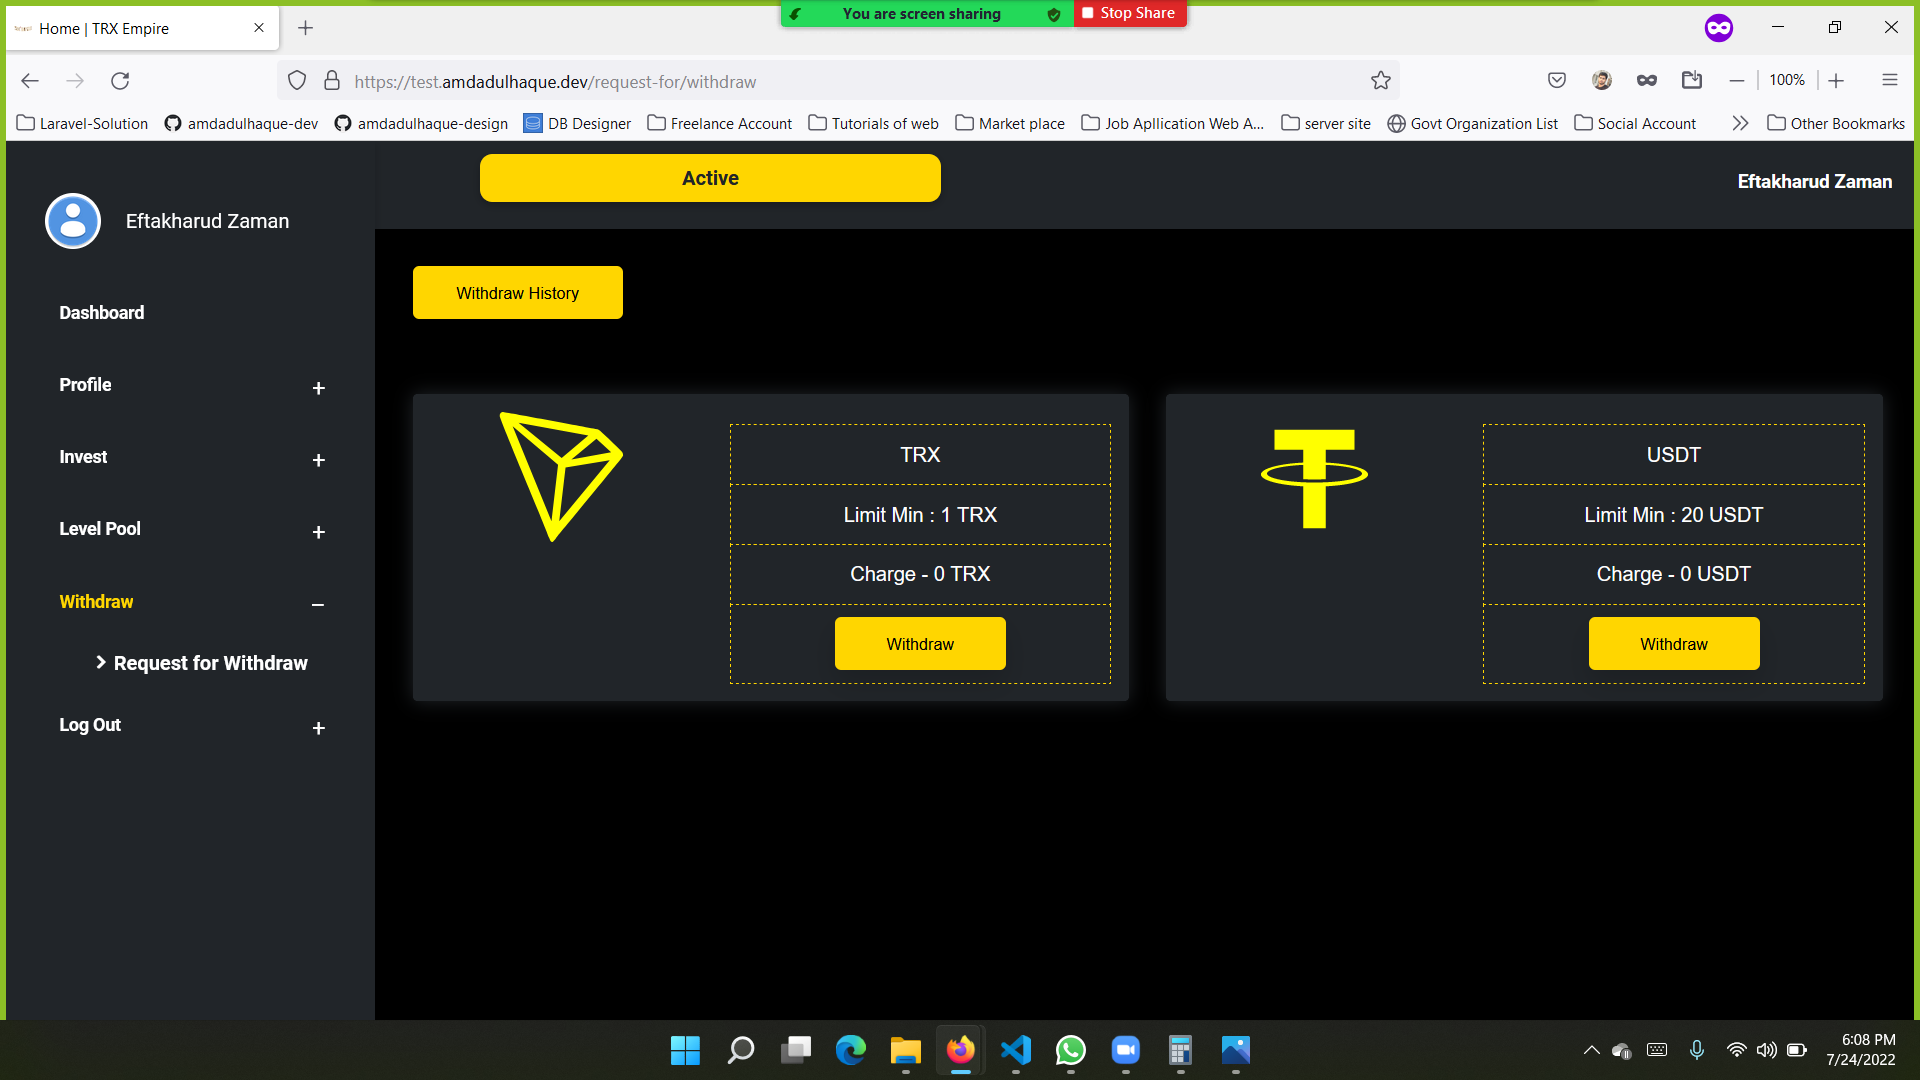 You are screen sharing
Stop Share
Home | TRX Empire
https://test.amdadulhaque.dev/request-for/withdraw
100%
Laravel-Solution
amdadulhaque-dev
amdadulhaque-design
DB Designer
Freelance Account
Tutorials of web
Market place
Job Apllication Web A...
server site
Govt Organization List
Social Account
Other Bookmarks
Active
Eftakharud Zaman
Eftakharud Zaman
Dashboard
Profile +
Invest +
Level Pool +
Withdraw –
Request for Withdraw
Log Out +
Withdraw History
TRX
Limit Min : 1 TRX
Charge - 0 TRX
Withdraw
USDT
Limit Min : 20 USDT
Charge - 0 USDT
Withdraw
6:08 PM
7/24/2022